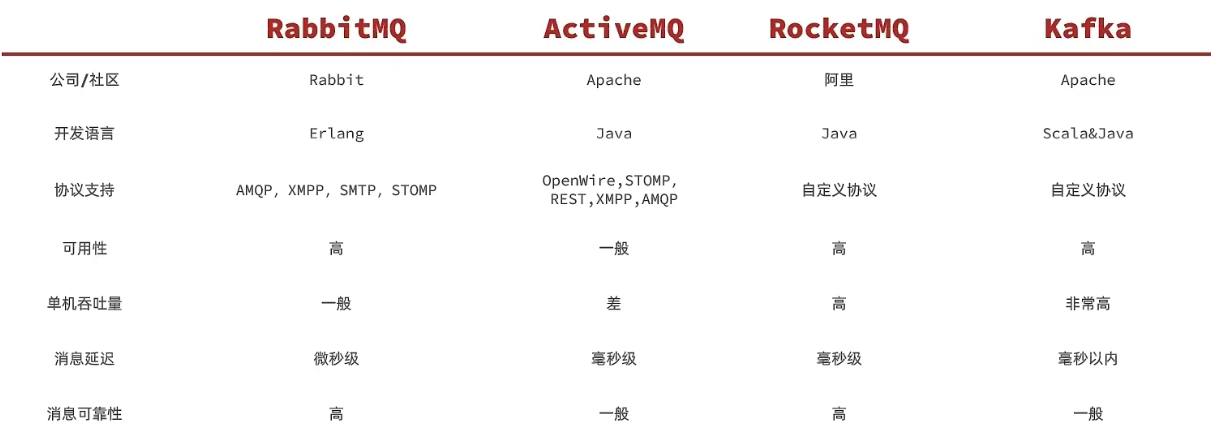 RabbitMQ ActiveMQ RocketMQ Kafka
公司/社区 Rabbit Apache 阿里 Apache
开发语言 Erlang Java Java Scala&Java
协议支持 AMQP, XMPP, SMTP, STOMP OpenWire,STOMP, REST,XMPP,AMQP 自定义协议 自定义协议
可用性 高 一般 高 高
单机吞吐量 一般 差 高 非常高
消息延迟 微秒级 毫秒级 毫秒级 毫秒以内
消息可靠性 高 一般 高 一般